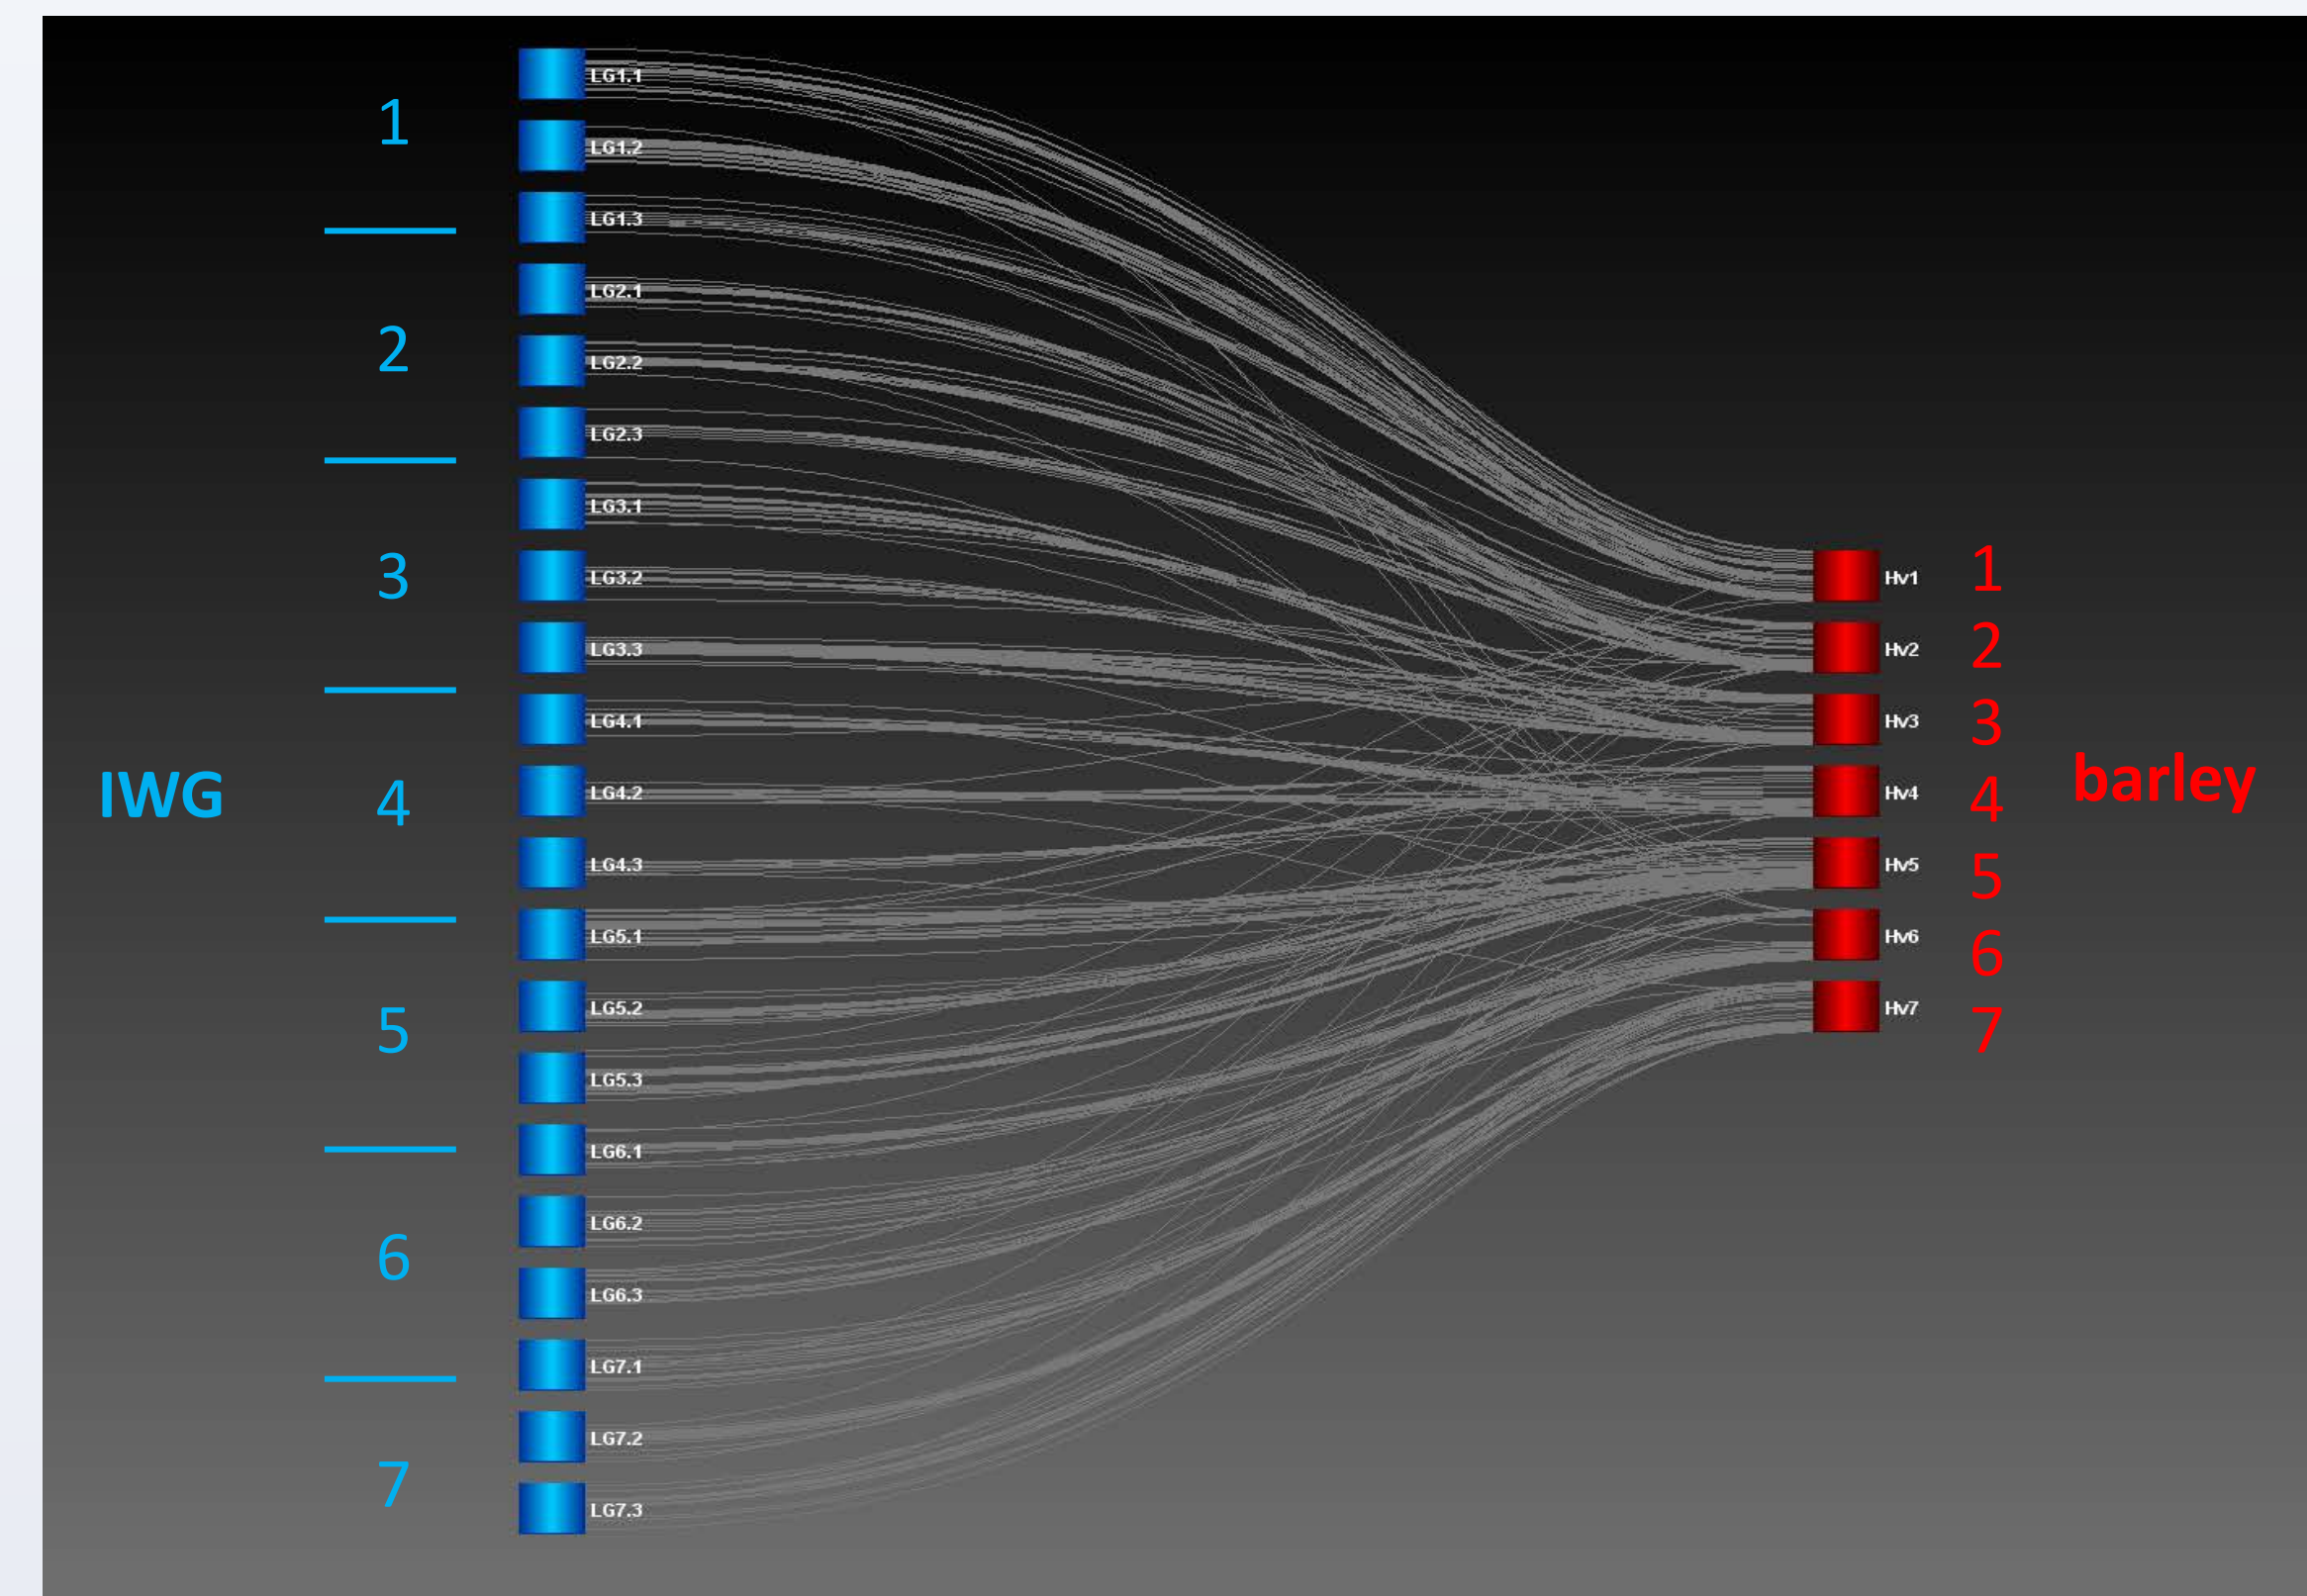 IWG
1
2
3
4
5
6
7
LG1.1
LG1.2
LG1.3
LG2.1
LG2.2
LG2.3
LG3.1
LG3.2
LG3.3
LG4.1
LG4.2
LG4.3
LG5.1
LG5.2
LG5.3
LG6.1
LG6.2
LG6.3
LG7.1
LG7.2
LG7.3
Hv1 1
Hv2 2
Hv3 3
Hv4 4
Hv5 5
Hv6 6
Hv7 7
barley